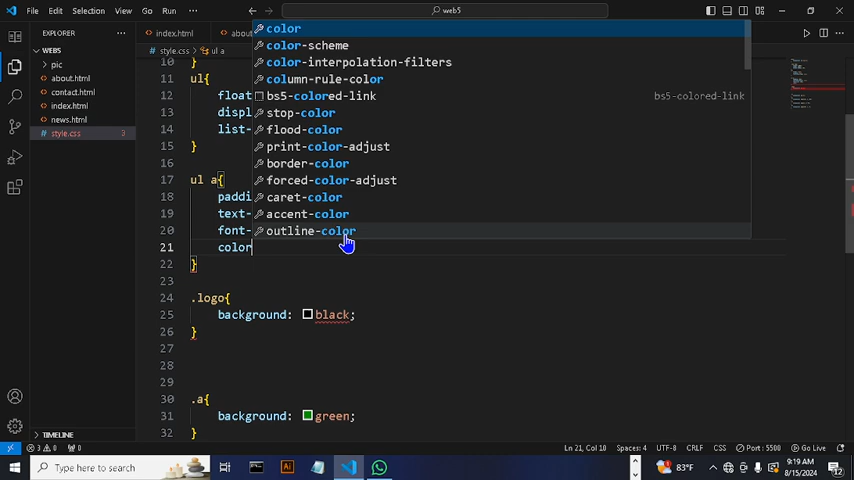 File Edit Selection View Go Run ··· web5
EXPLORER ···
index.html
WEB5
pic
about.html
contact.html
index.html
news.html
style.css 3
TIMELINE
style.css > ul a
color
color-scheme
color-interpolation-filters
column-rule-color
bs5-colored-link bs5-colored-link
stop-color
flood-color
print-color-adjust
border-color
forced-color-adjust
caret-color
accent-color
outline-color
10 }
11 ul{
12 float
13 displ
14 list-
15 }
16
17 ul a{
18 paddi
19 text-
20 font-
21 color
22 }
23
24 .logo{
25 background: black;
26 }
27
28
29
30 .a{
31 background: green;
32 }
3 0 0 Ln 21, Col 10 Spaces: 4 UTF-8 CRLF CSS Port : 5500 Go Live
Type here to search 83°F 9:19 AM
8/15/2024 12